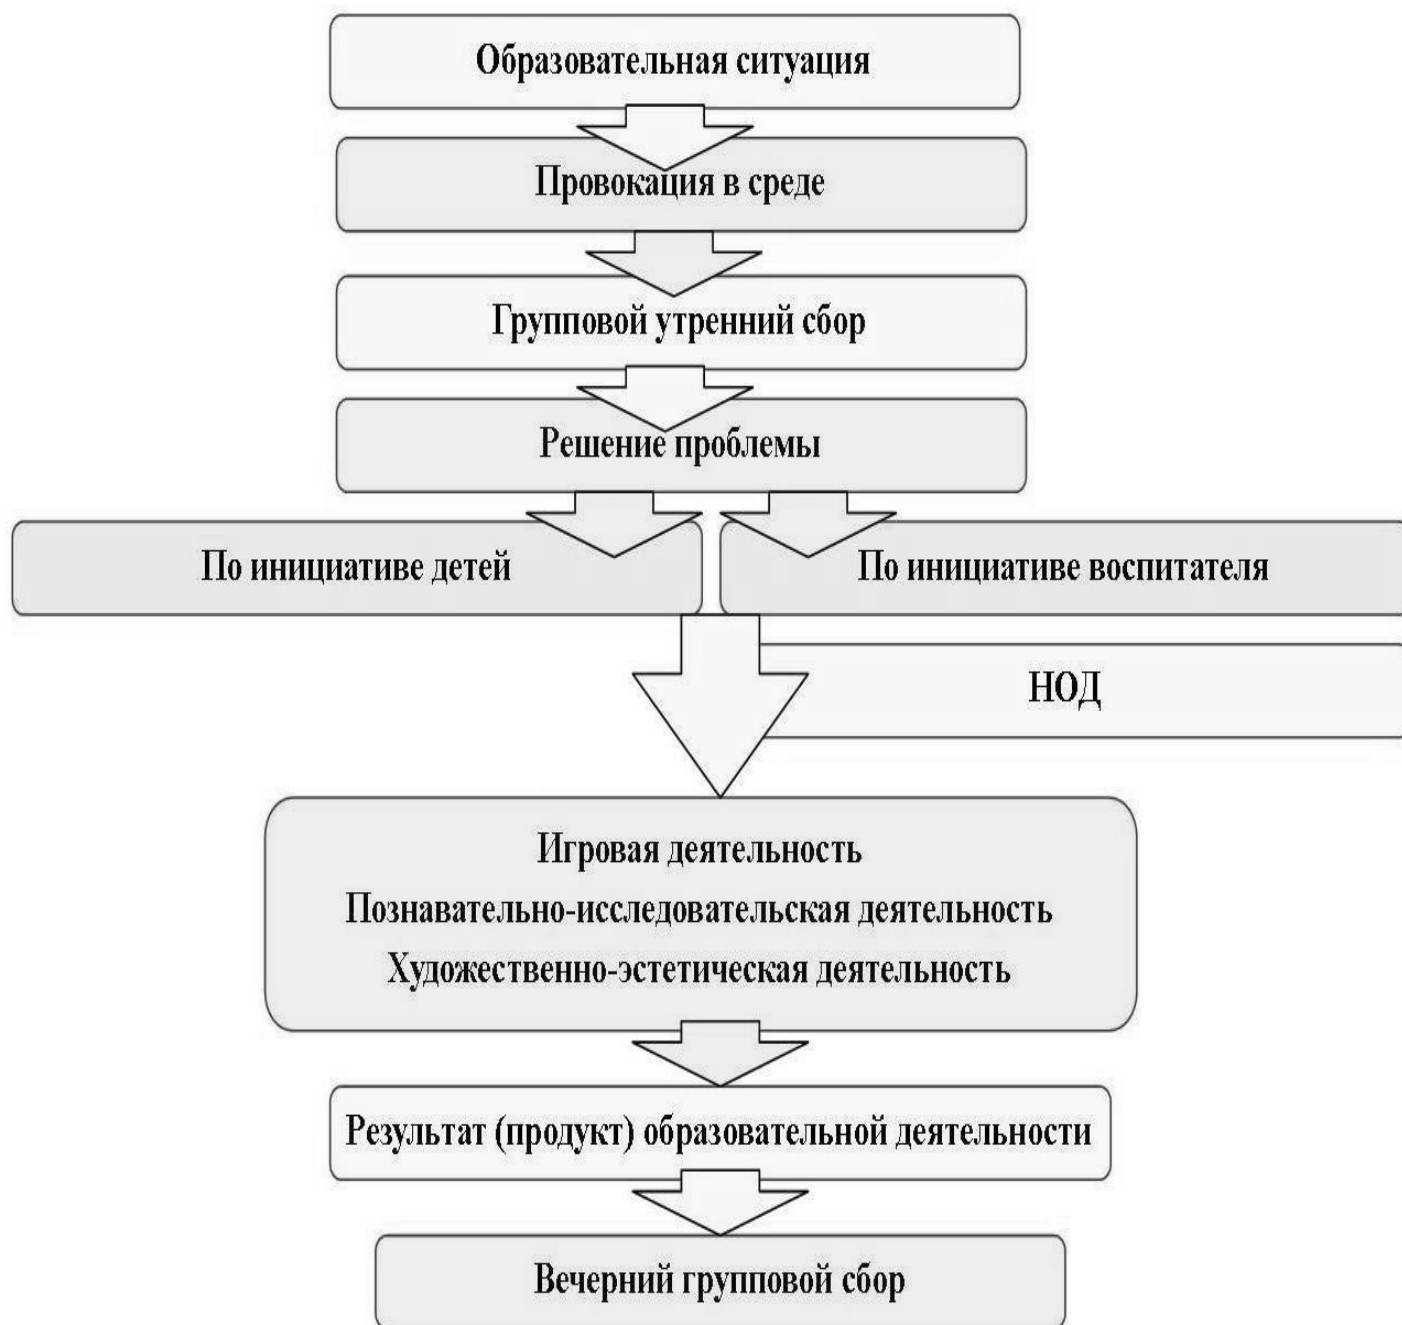 Образовательная ситуация
Провокация в среде
Групповой утренний сбор
Решение проблемы
По инициативе детей
По инициативе воспитателя
НОД
Игровая деятельность
Познавательно-исследовательская деятельность
Художественно-эстетическая деятельность
Результат (продукт) образовательной деятельности
Вечерний групповой сбор